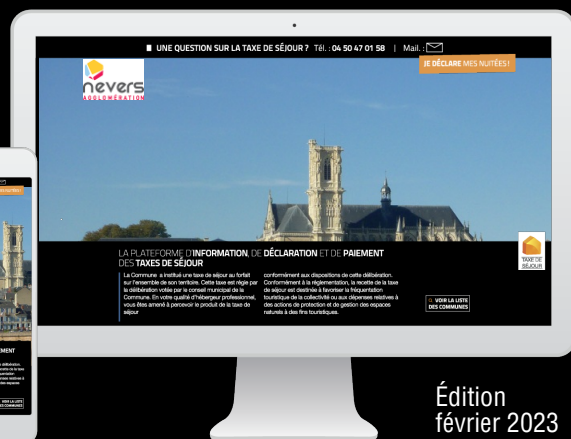 UNE QUESTION SUR LA TAXE DE SÉJOUR ? Tél. : 04 50 47 01 58 | Mail. :
JE DÉCLARE MES NUITÉES !
nevers
AGGLOMÉRATION
LA PLATEFORME D'INFORMATION, DE DÉCLARATION ET DE PAIEMENT
DES TAXES DE SÉJOUR
La Commune a institué une taxe de séjour au forfait
sur l'ensemble de son territoire. Cette taxe est régie par
la délibération votée par le conseil municipal de la
Commune. En votre qualité d'hébergeur professionnel,
vous êtes amené à percevoir le produit de la taxe de
séjour
conformément aux dispositions de cette délibération.
Conformément à la réglementation, la recette de la taxe
de séjour est destinée à favoriser la fréquentation
touristique de la collectivité ou aux dépenses relatives à
des actions de protection et de gestion des espaces
naturels à des fins touristiques.
TAXE DE
SÉJOUR
VOIR LA LISTE
DES COMMUNES
Édition
février 2023